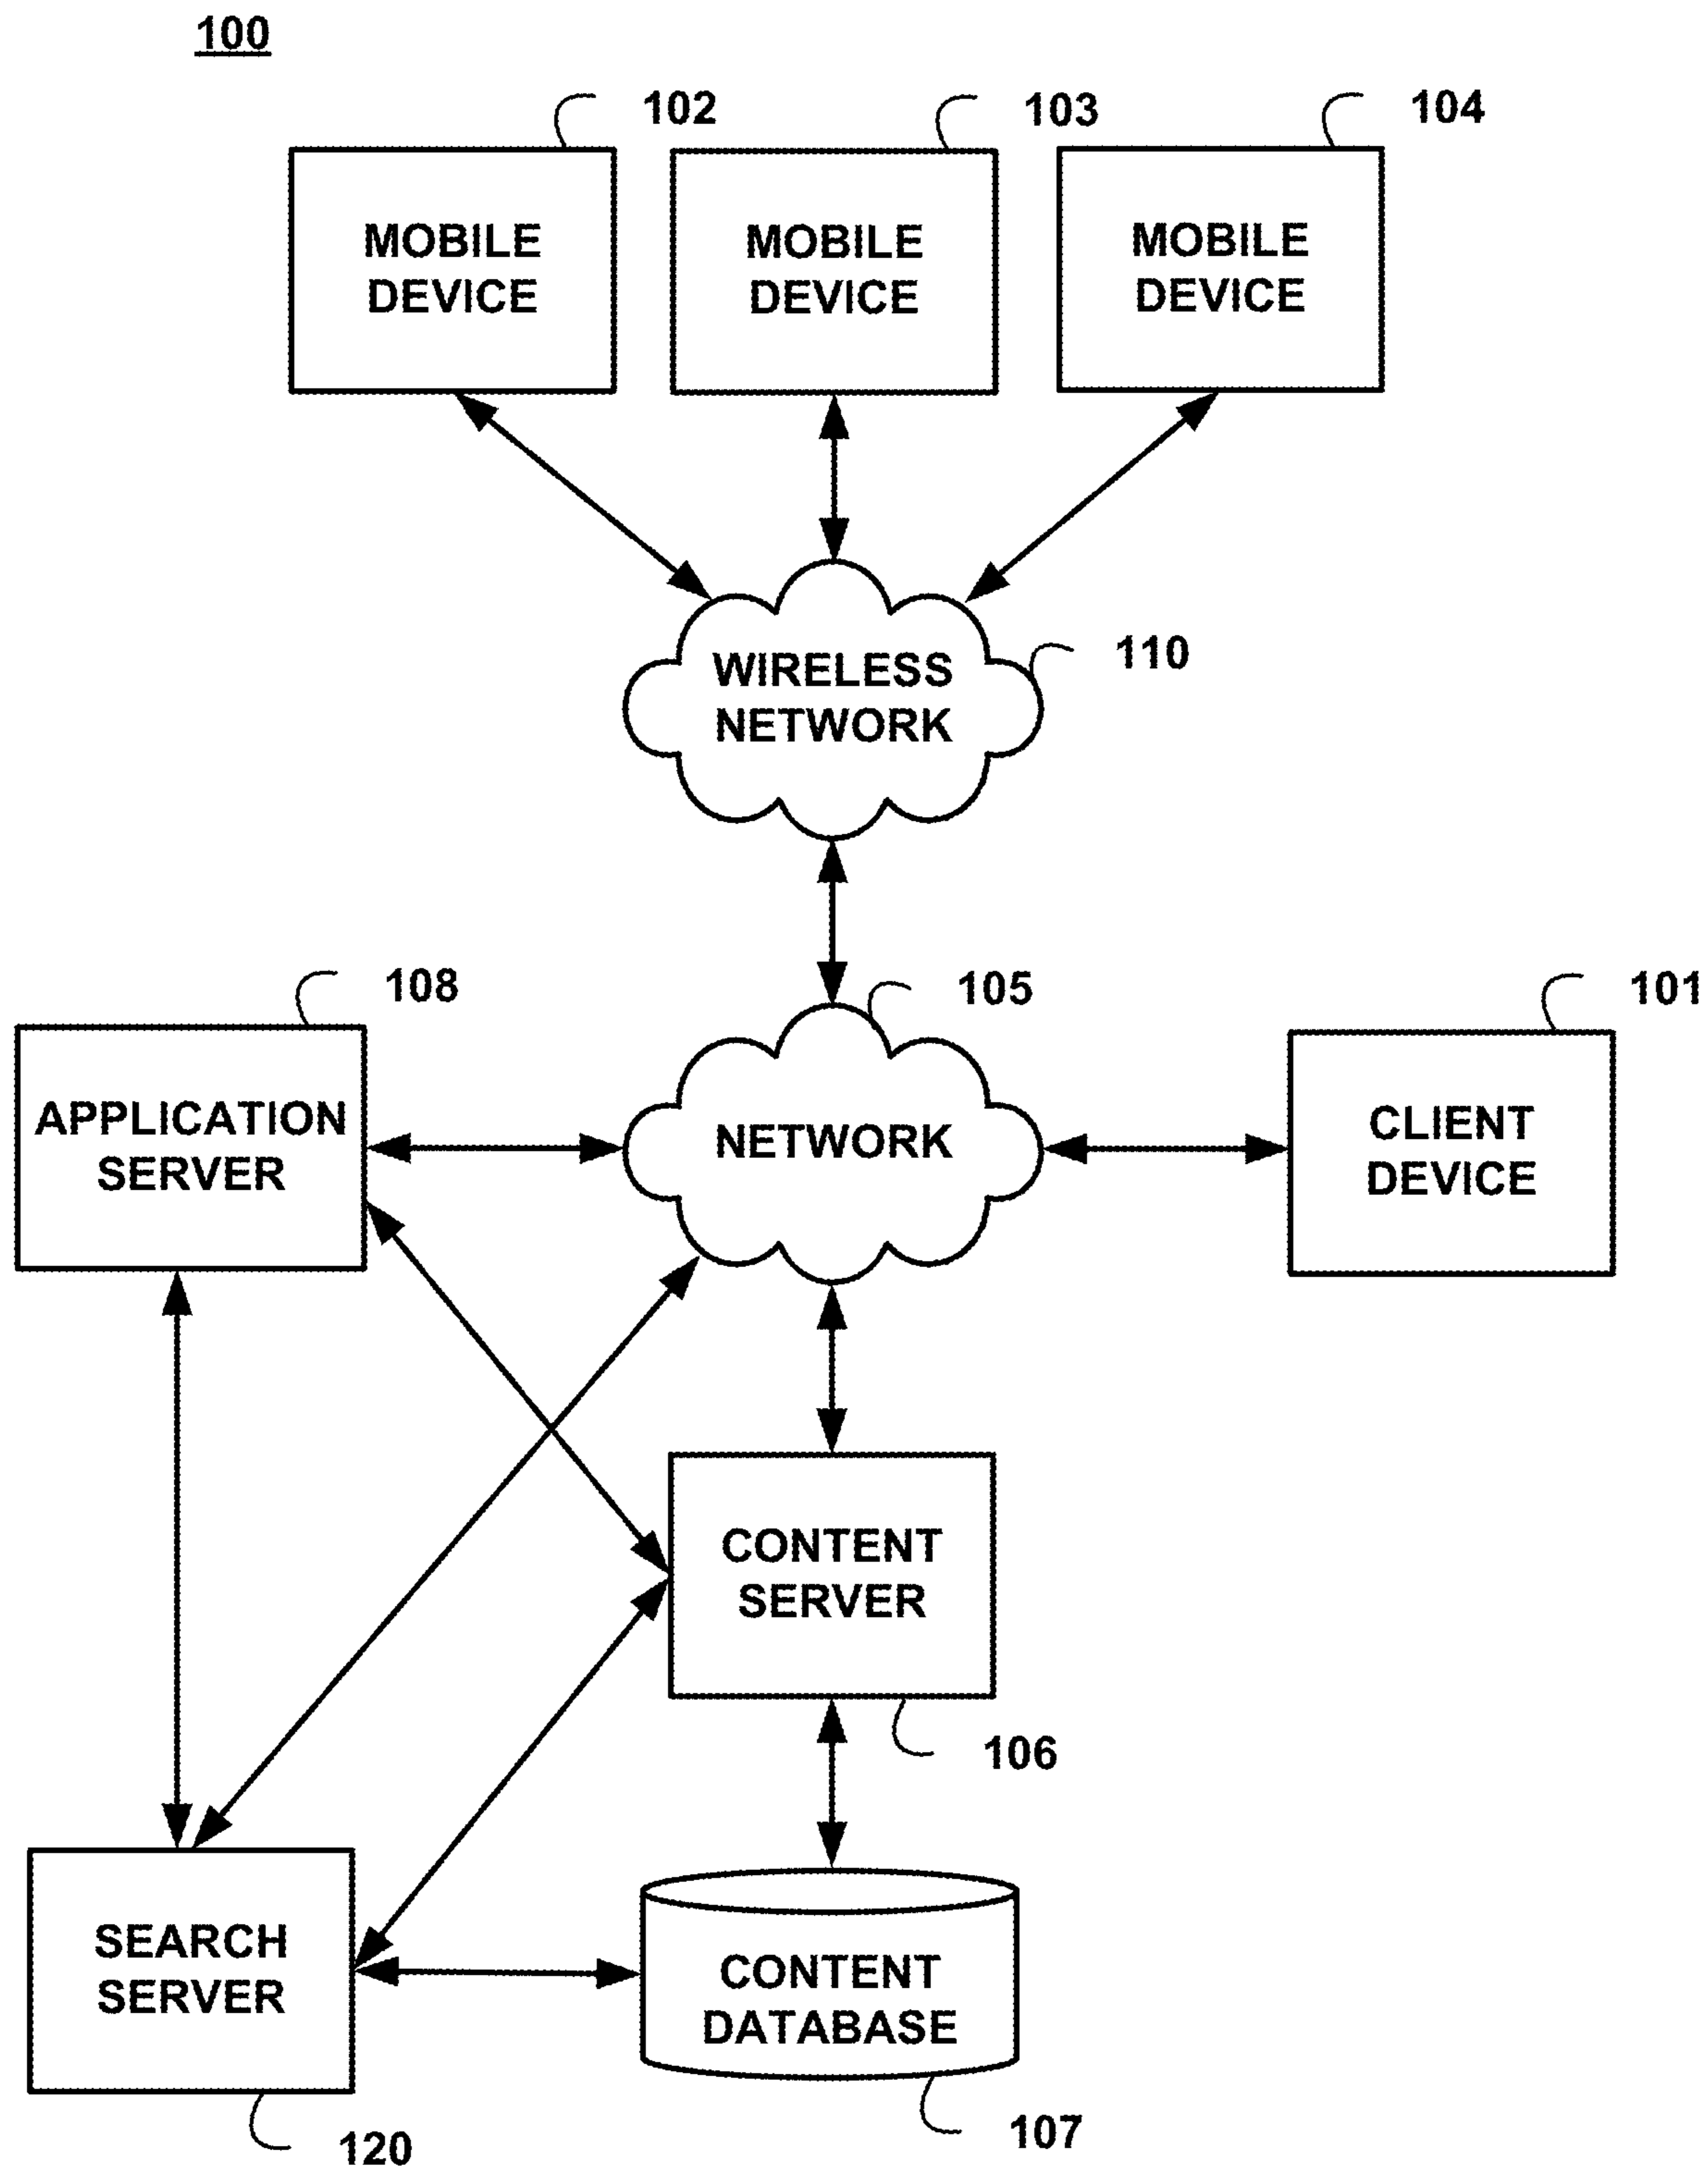 100
102
103
104
MOBILE
DEVICE
MOBILE
DEVICE
MOBILE
DEVICE
WIRELESS
NETWORK
110
108
105
101
APPLICATION
SERVER
NETWORK
CLIENT
DEVICE
CONTENT
SERVER
106
SEARCH
SERVER
CONTENT
DATABASE
120
107